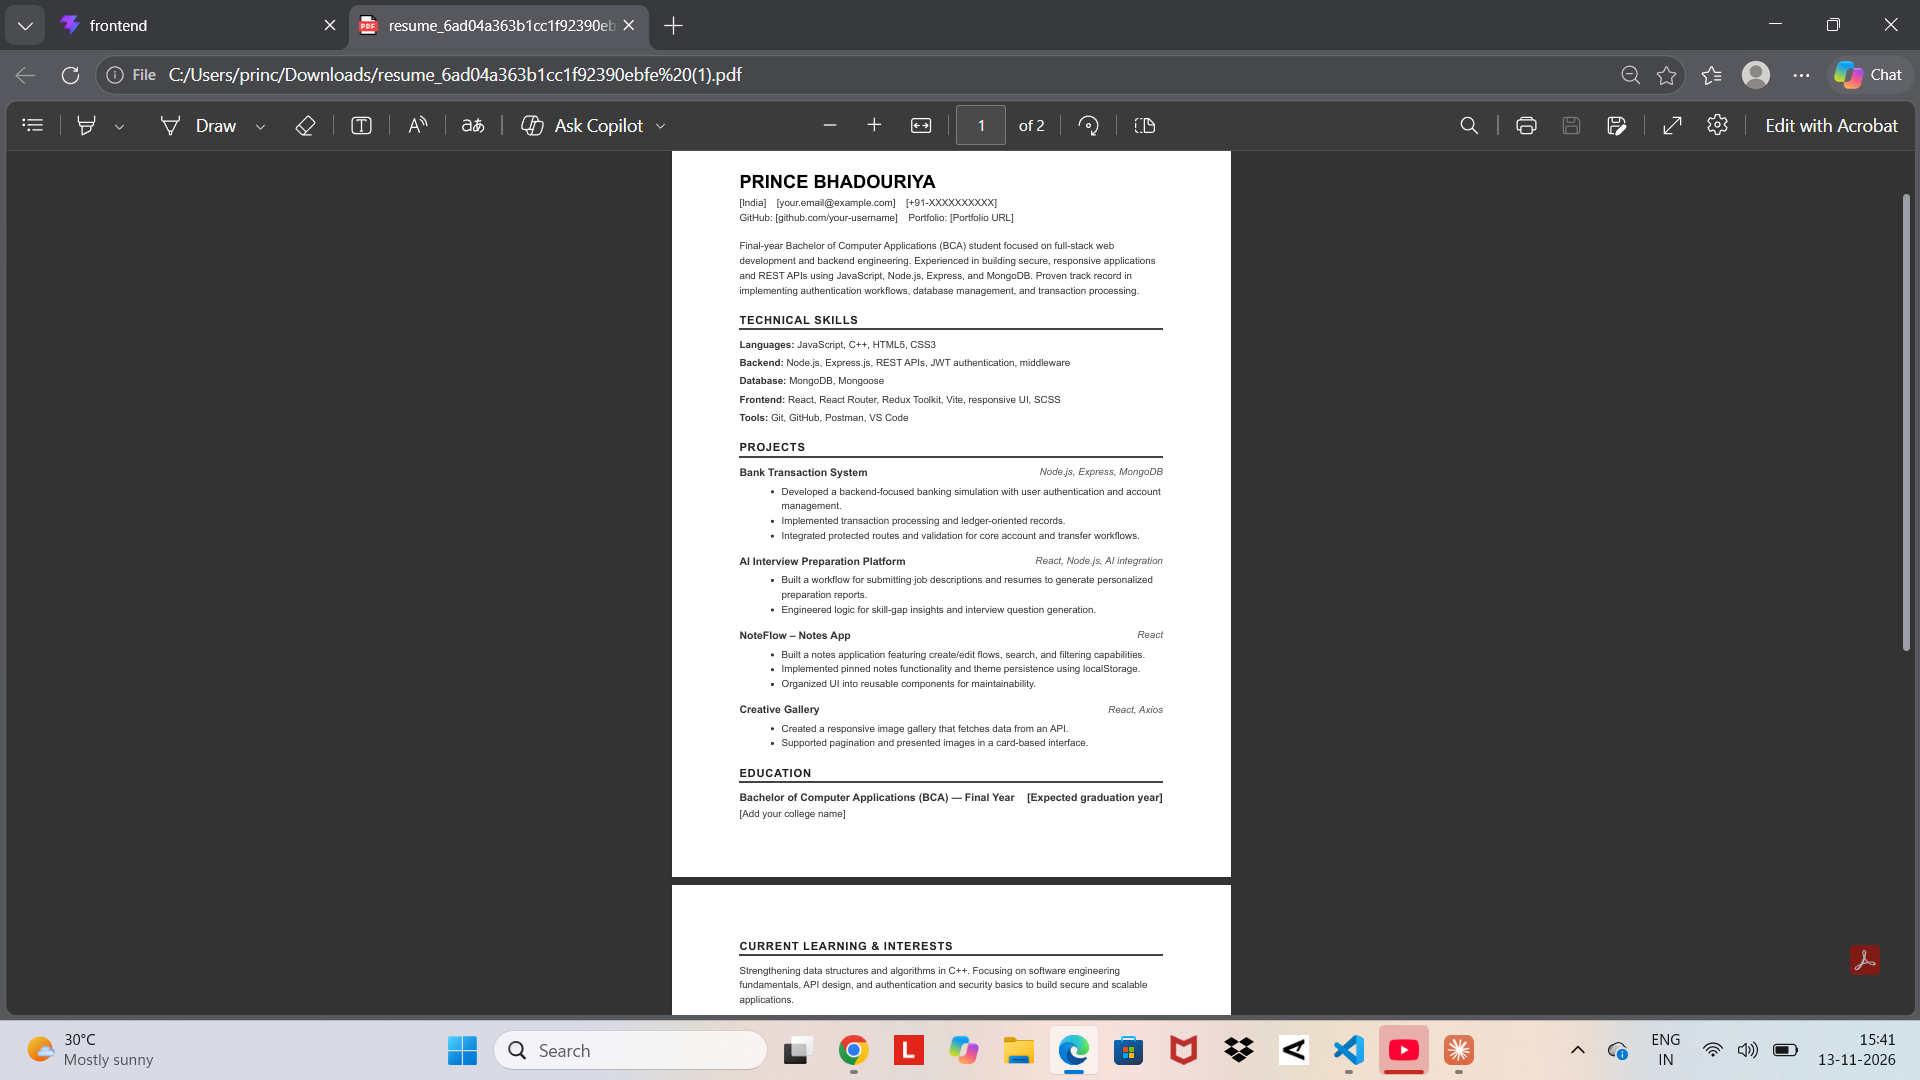 frontend
resume_6ad04a363b1cc1f92390eb
File C:/Users/princ/Downloads/resume_6ad04a363b1cc1f92390ebfe%20(1).pdf
Chat
Draw
Ask Copilot
1 of 2
Edit with Acrobat
PRINCE BHADOURIYA
[India] [your.email@example.com] [+91-XXXXXXXXXX]
GitHub: [github.com/your-username] Portfolio: [Portfolio URL]
Final-year Bachelor of Computer Applications (BCA) student focused on full-stack web
development and backend engineering. Experienced in building secure, responsive applications
and REST APIs using JavaScript, Node.js, Express, and MongoDB. Proven track record in
implementing authentication workflows, database management, and transaction processing.
TECHNICAL SKILLS
Languages: JavaScript, C++, HTML5, CSS3
Backend: Node.js, Express.js, REST APIs, JWT authentication, middleware
Database: MongoDB, Mongoose
Frontend: React, React Router, Redux Toolkit, Vite, responsive UI, SCSS
Tools: Git, GitHub, Postman, VS Code
PROJECTS
Bank Transaction System Node.js, Express, MongoDB
• Developed a backend-focused banking simulation with user authentication and account
management.
• Implemented transaction processing and ledger-oriented records.
• Integrated protected routes and validation for core account and transfer workflows.
AI Interview Preparation Platform React, Node.js, AI integration
• Built a workflow for submitting job descriptions and resumes to generate personalized
preparation reports.
• Engineered logic for skill-gap insights and interview question generation.
NoteFlow – Notes App React
• Built a notes application featuring create/edit flows, search, and filtering capabilities.
• Implemented pinned notes functionality and theme persistence using localStorage.
• Organized UI into reusable components for maintainability.
Creative Gallery React, Axios
• Created a responsive image gallery that fetches data from an API.
• Supported pagination and presented images in a card-based interface.
EDUCATION
Bachelor of Computer Applications (BCA) — Final Year [Expected graduation year]
[Add your college name]
CURRENT LEARNING & INTERESTS
Strengthening data structures and algorithms in C++. Focusing on software engineering
fundamentals, API design, and authentication and security basics to build secure and scalable
applications.
30°C
Mostly sunny
Search
ENG
IN
15:41
13-11-2026